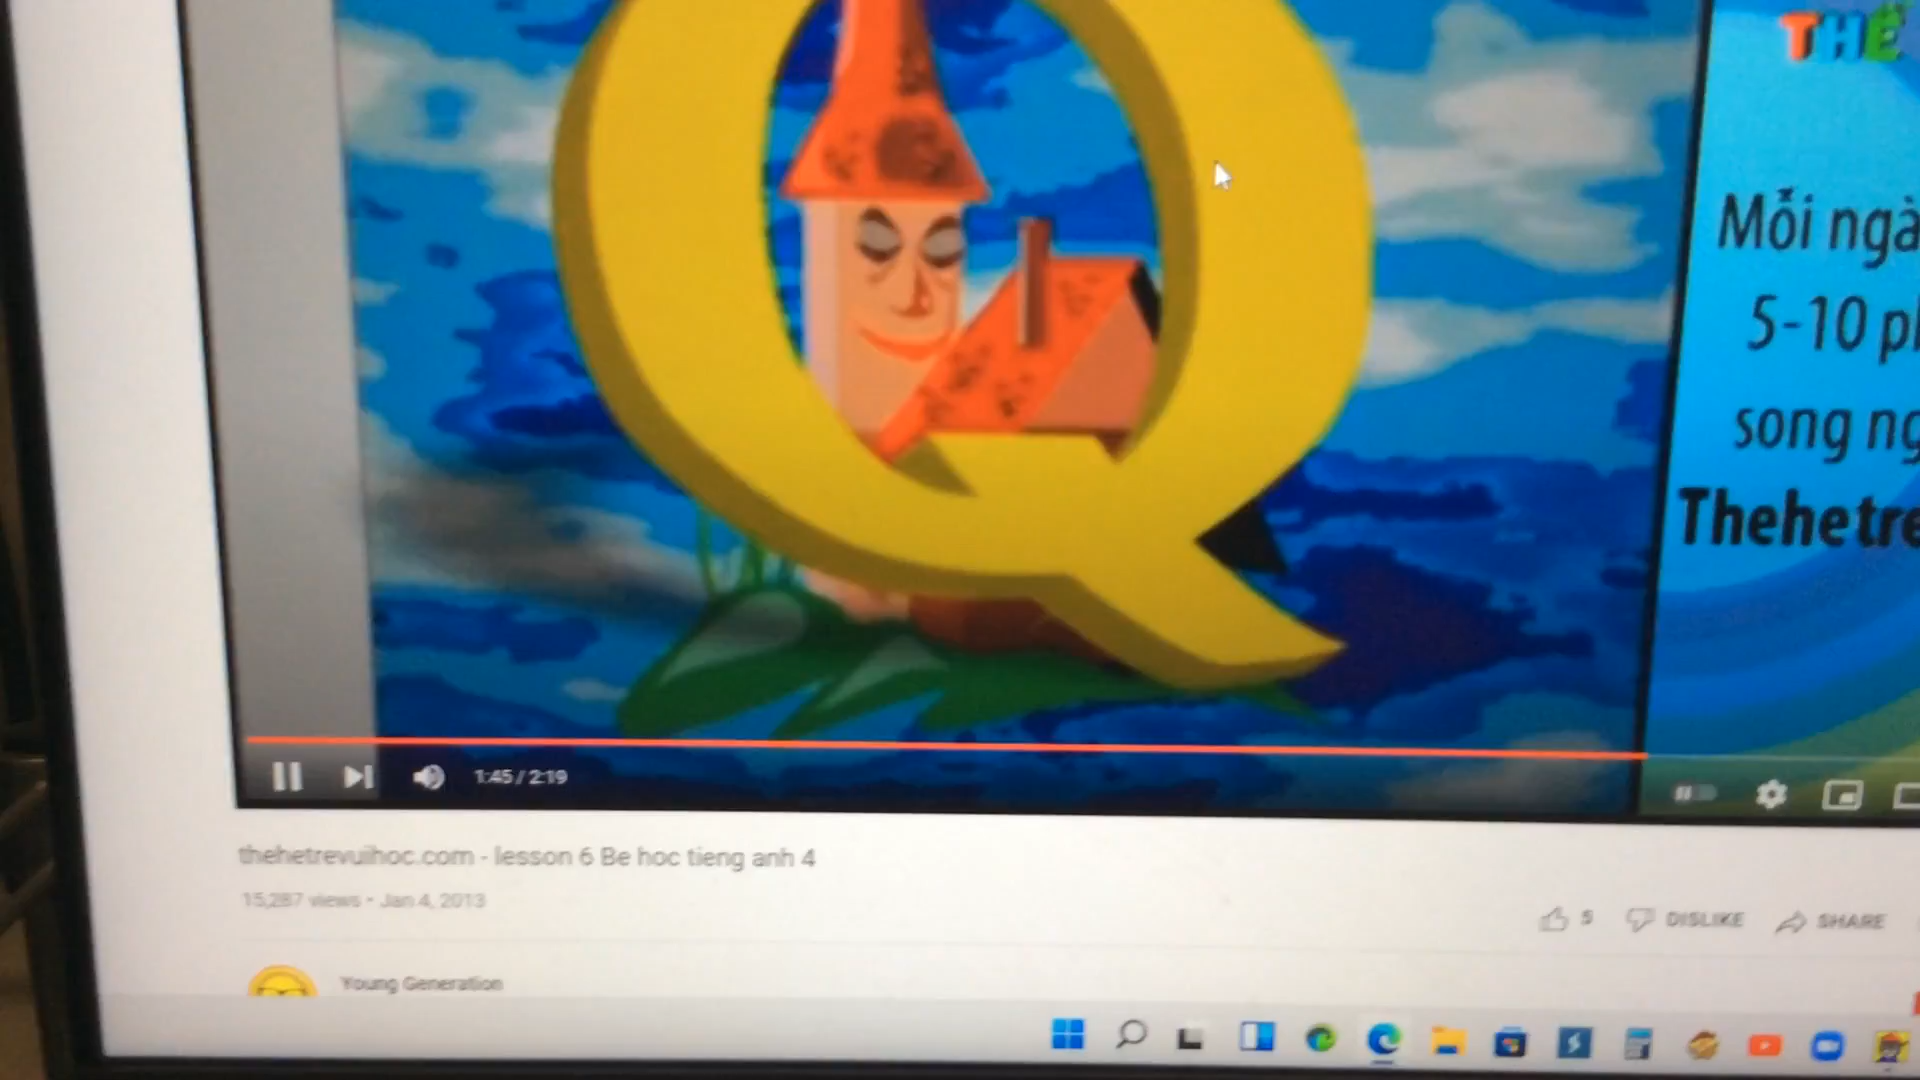 THẾ
Q
Mỗi ngà
5-10 p
song ng
Thehetre
1:45 / 2:19
thehetrevuihoc.com - lesson 6 Be hoc tieng anh 4
15,287 views • Jan 4, 2013
5 DISLIKE SHARE
Young Generation